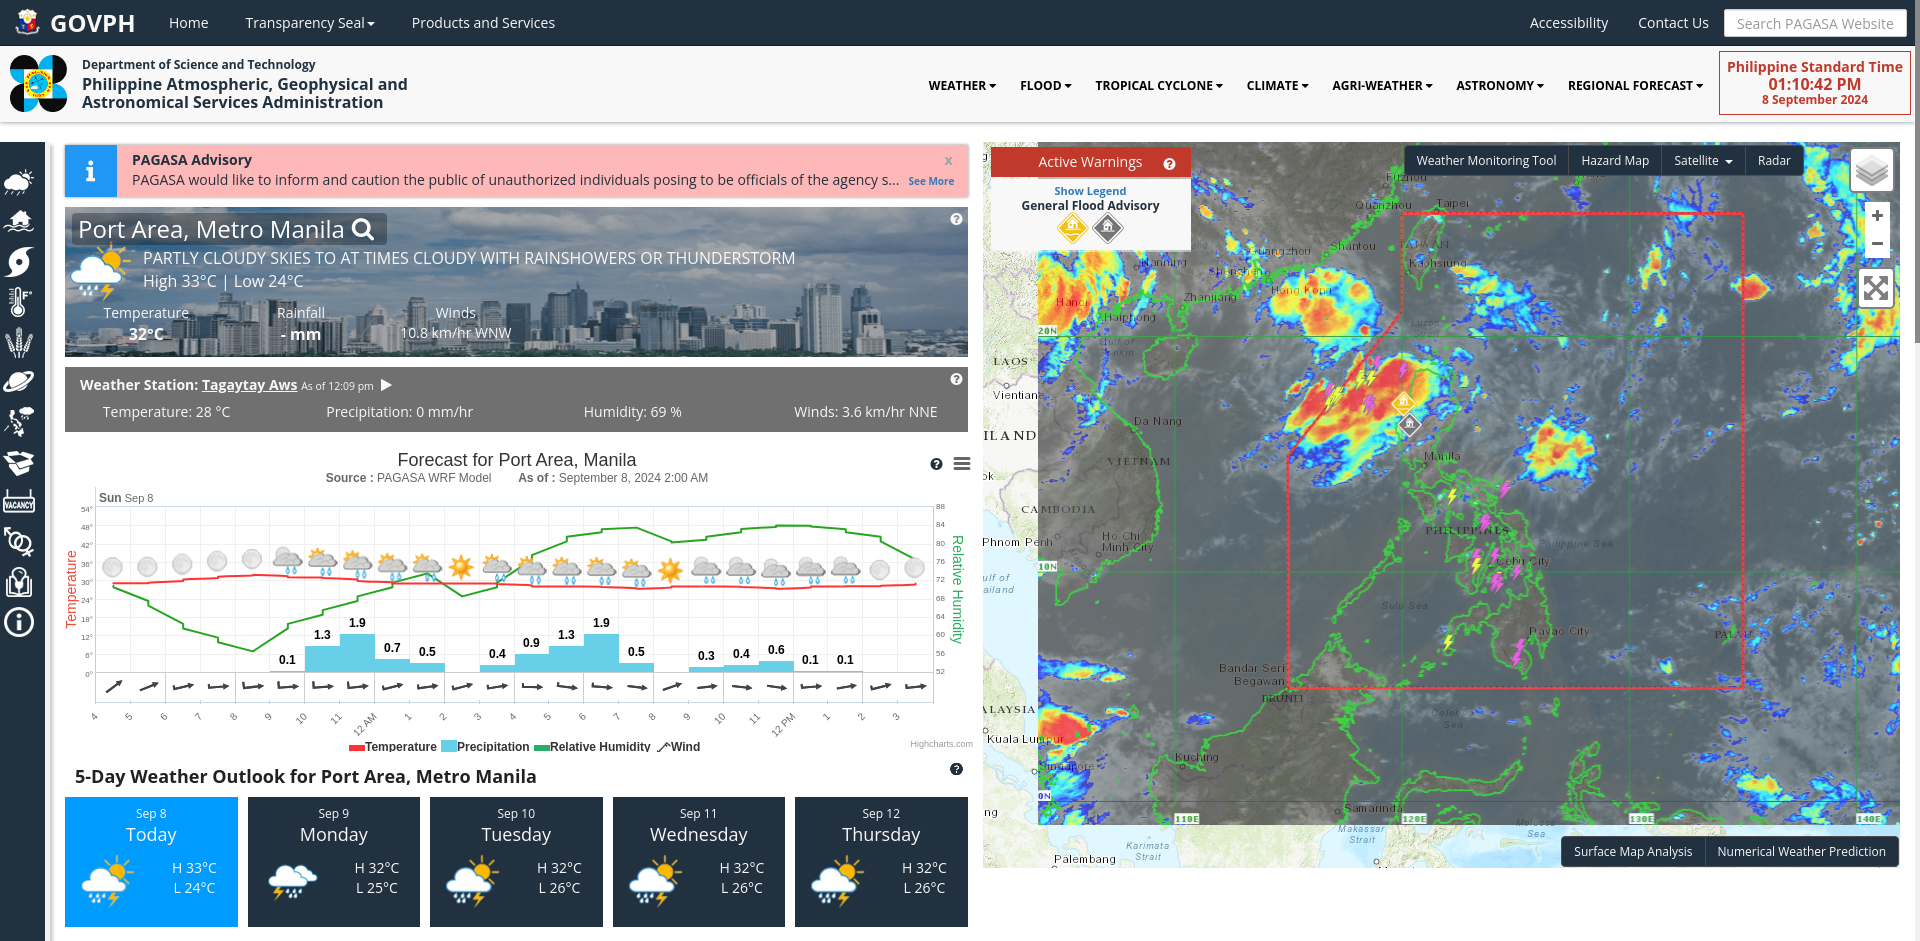 GOVPH
Home
Transparency Seal
Products and Services
Accessibility
Contact Us
Search PAGASA Website
Department of Science and Technology
Philippine Atmospheric, Geophysical and
Astronomical Services Administration
WEATHER
FLOOD
TROPICAL CYCLONE
CLIMATE
AGRI-WEATHER
ASTRONOMY
REGIONAL FORECAST
Philippine Standard Time
01:10:42 PM
8 September 2024
PAGASA Advisory
x
PAGASA would like to inform and caution the public of unauthorized individuals posing to be officials of the agency s...
See More
Port Area, Metro Manila
PARTLY CLOUDY SKIES TO AT TIMES CLOUDY WITH RAINSHOWERS OR THUNDERSTORM
High 33°C | Low 24°C
Temperature
Rainfall
Winds
32°C
- mm
10.8 km/hr WNW
Weather Station: Tagaytay Aws As of 12:09 pm
Temperature: 28 °C
Precipitation: 0 mm/hr
Humidity: 69 %
Winds: 3.6 km/hr NNE
Forecast for Port Area, Manila
Source : PAGASA WRF Model As of : September 8, 2024 2:00 AM
Sun Sep 8
Temperature
54°
48°
42°
36°
30°
24°
18°
12°
6°
0°
0.1
1.3
1.9
0.7
0.5
0.4
0.9
1.3
1.9
0.5
0.3
0.4
0.6
0.1
0.1
88
84
80
76
72
68
64
60
56
52
Relative Humidity
4
5
6
7
8
9
10
11
12 AM
1
2
3
4
5
6
7
8
9
10
11
12 PM
1
2
3
Temperature
Precipitation
Relative Humidity
Wind
Highcharts.com
5-Day Weather Outlook for Port Area, Metro Manila
Sep 8
Today
H 33°C
L 24°C
Sep 9
Monday
H 32°C
L 25°C
Sep 10
Tuesday
H 32°C
L 26°C
Sep 11
Wednesday
H 32°C
L 26°C
Sep 12
Thursday
H 32°C
L 26°C
VACANCY
Active Warnings
Show Legend
General Flood Advisory
Weather Monitoring Tool
Hazard Map
Satellite
Radar
+
−
Fuzhou
Quanzhou
Taipei
Shantou
TAIWAN
Kaohsiung
Guangzhou
Shenzhen
Hong Kong
Nanning
Zhanjiang
Hanoi
Haiphong
20N
Gulf of
Tonkin
Luzon
Strait
LAOS
Vientian
Da Nang
ILAND
VIETNAM
ok
Manila
CAMBODIA
Ho Chi
Minh City
Phnom Penh
PHILIPPINES
Philippine Sea
Cebu City
10N
ulf of
ailand
Sulu Sea
Davao City
PALAU
Bandar Seri
Begawan
BRUNEI
ALAYSIA
Kuala Lumpur
Celebes
Sea
Kuching
Singapore
0N
Samarinda
ng
110E
120E
130E
140E
Makassar
Strait
Molucca
Sea
Karimata
Strait
Palembang
Surface Map Analysis
Numerical Weather Prediction